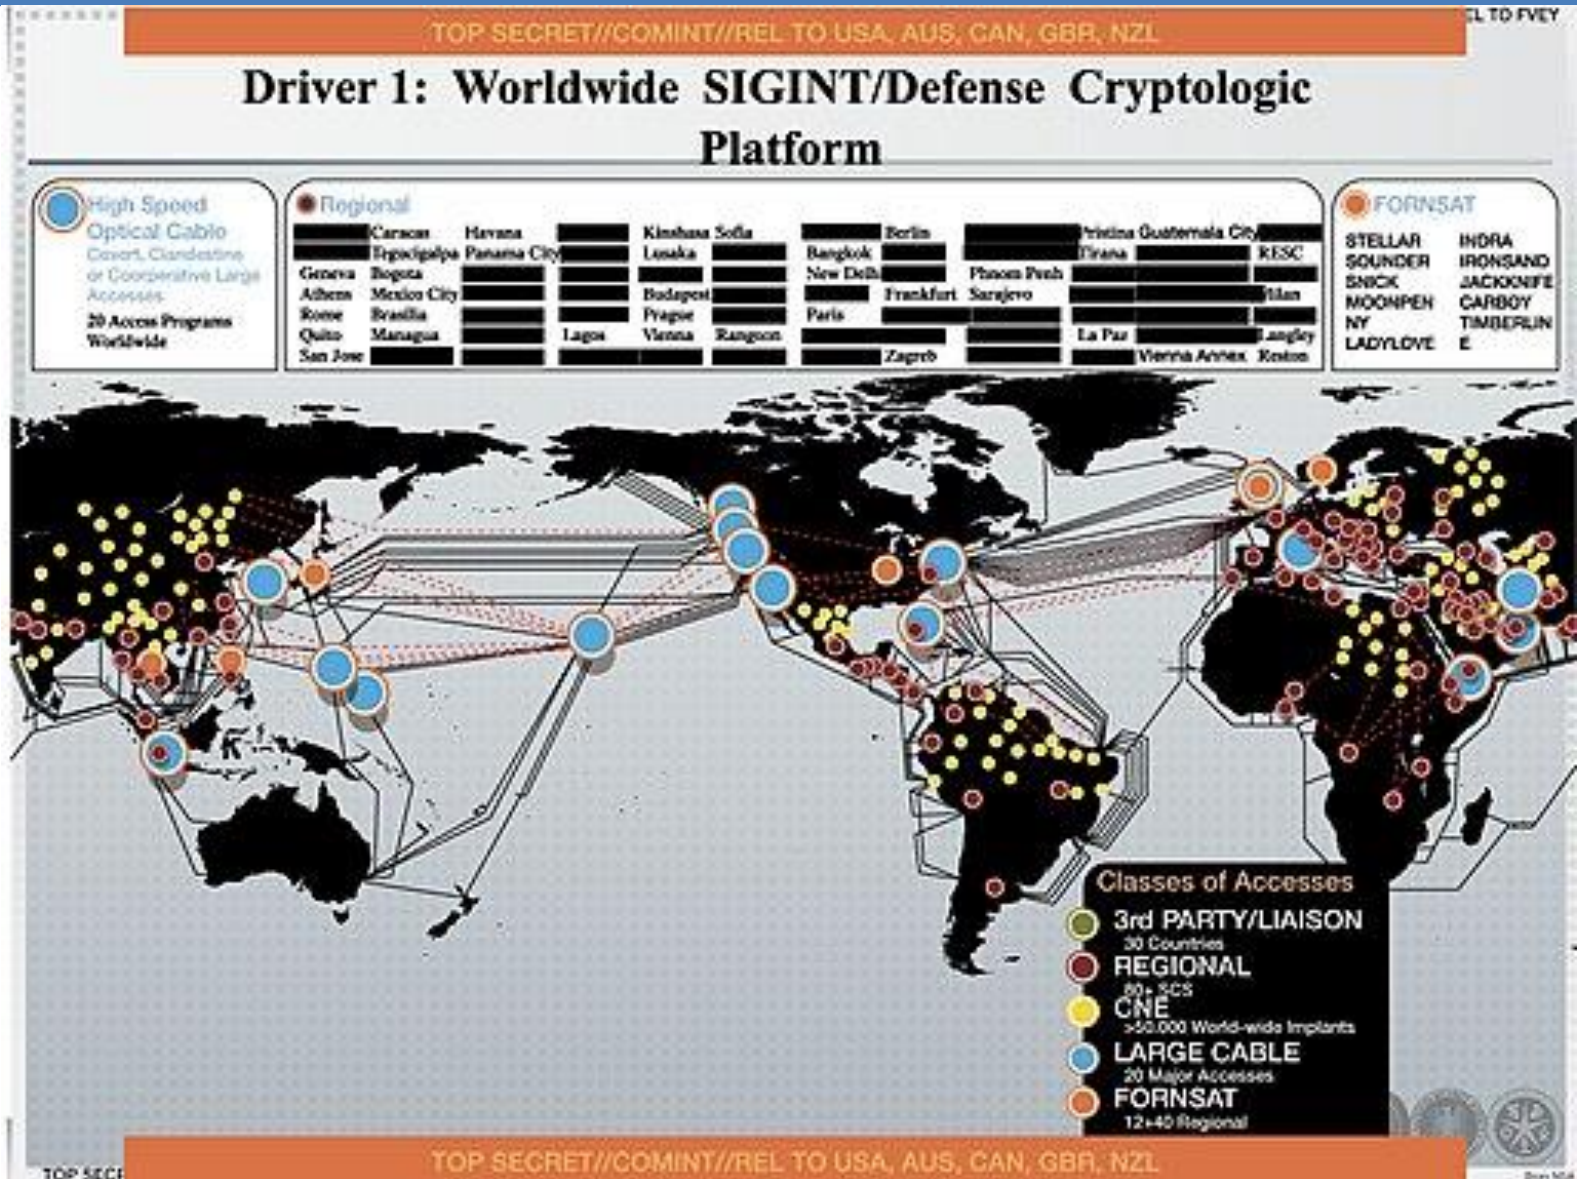 EL TO FVEY
TOP SECRET//COMINT//REL TO USA, AUS, CAN, GBR, NZL
Driver 1: Worldwide SIGINT/Defense Cryptologic
Platform
High Speed
Optical Cable
Covert, Clandestine
or Cooperative Large
Accesses
20 Access Programs
Worldwide
Regional
Caracas Havana Kinshasa Sofia Berlin Pristina Guatemala City
Tegucigalpa Panama City Lusaka Bangkok Tirana RESC
Geneva Bogota New Delh Phnom Penh
Athens Mexico City Budapest Frankfurt Sarajevo Milan
Rome Brasilia Prague Paris
Quito Managua Lagos Vienna Rangoon La Paz Langley
San Jose Zagreb Vienna Annex Reston
FORNSAT
STELLAR INDRA
SOUNDER IRONSAND
SNICK JACKKNIFE
MOONPEN CARBOY
NY TIMBERLIN
LADYLOVE E
Classes of Accesses
3rd PARTY/LIAISON
30 Countries
REGIONAL
80+ SCS
CNE
>50,000 World-wide Implants
LARGE CABLE
20 Major Accesses
FORNSAT
12+40 Regional
TOP SECRET//COMINT//REL TO USA, AUS, CAN, GBR, NZL
TOP SECF